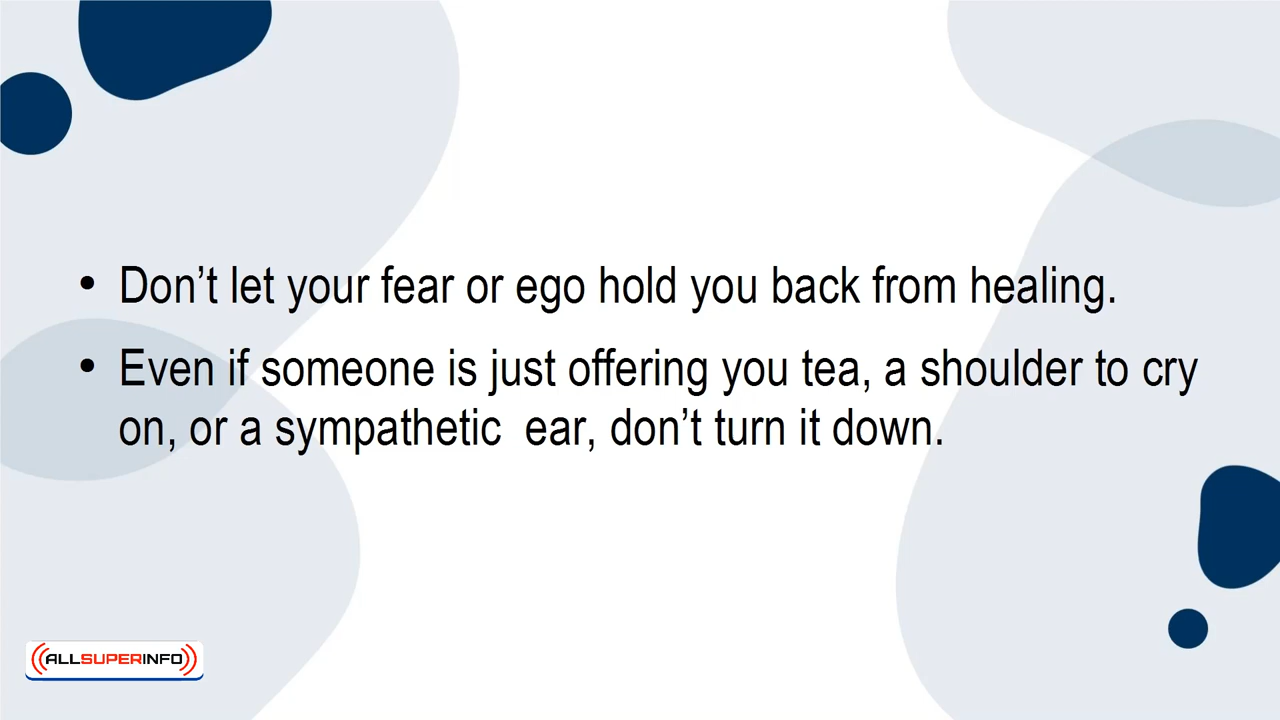 • Don’t let your fear or ego hold you back from healing.
• Even if someone is just offering you tea, a shoulder to cry
on, or a sympathetic  ear, don’t turn it down.
ALLSUPERINFO